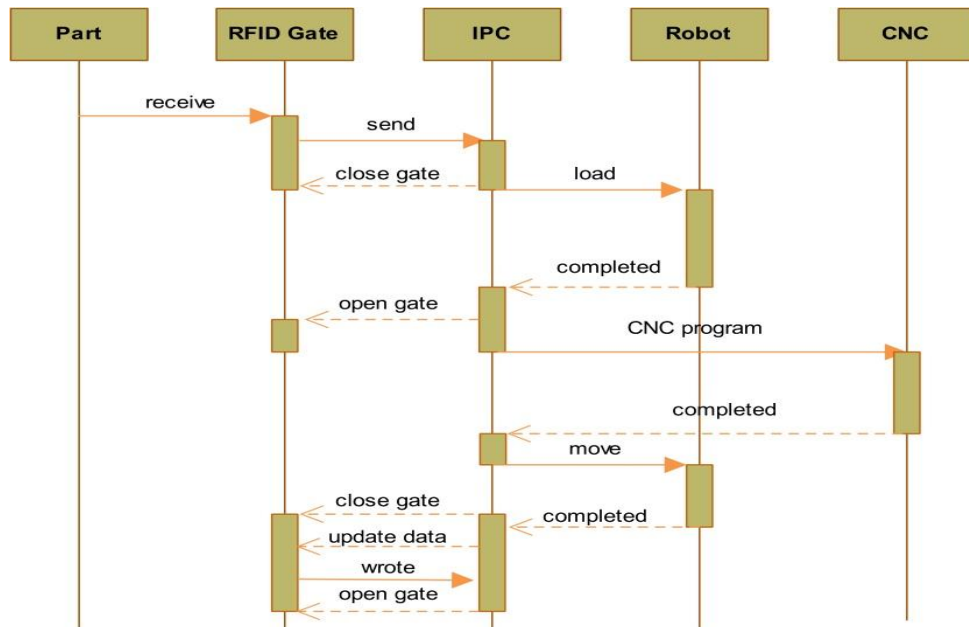 Part
RFID Gate
IPC
Robot
CNC
receive
send
close gate
load
completed
open gate
CNC program
completed
move
close gate
completed
update data
wrote
open gate